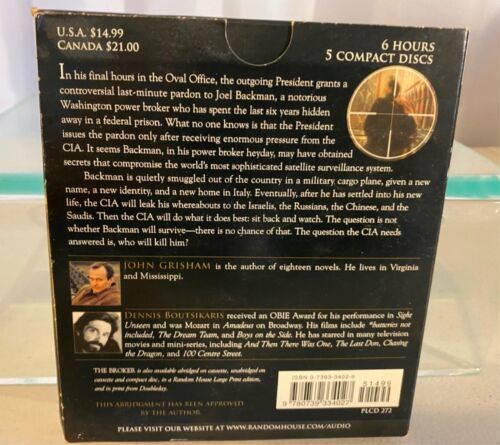 U.S.A. $14.99
CANADA $21.00
6 HOURS
5 COMPACT DISCS
In his final hours in the Oval Office, the outgoing President grants a
controversial last-minute pardon to Joel Backman, a notorious
Washington power broker who has spent the last six years hidden
away in a federal prison. What no one knows is that the President
issues the pardon only after receiving enormous pressure from the
CIA. It seems Backman, in his power broker heyday, may have obtained
secrets that compromise the world's most sophisticated satellite surveillance system.
Backman is quietly smuggled out of the country in a military cargo plane, given a new
name, a new identity, and a new home in Italy. Eventually, after he has settled into his new
life, the CIA will leak his whereabouts to the Israelis, the Russians, the Chinese, and the
Saudis. Then the CIA will do what it does best: sit back and watch. The question is not
whether Backman will survive—there is no chance of that. The question the CIA needs
answered is, who will kill him?
JOHN GRISHAM is the author of eighteen novels. He lives in Virginia
and Mississippi.
DENNIS BOUTSIKARIS received an OBIE Award for his performance in Sight
Unseen and was Mozart in Amadeus on Broadway. His films include *batteries not
included, The Dream Team, and Boys on the Side. He has starred in many television
movies and mini-series, including And Then There Was One, The Last Don, Chasing
the Dragon, and 100 Centre Street.
THE BROKER is also available abridged on cassette, unabridged on
cassette and compact disc, in a Random House Large Print edition,
and in print from Doubleday.
THIS ABRIDGMENT HAS BEEN APPROVED
BY THE AUTHOR.
PLEASE VISIT OUR WEBSITE AT WWW.RANDOMHOUSE.COM/AUDIO
ISBN 0-7393-3402-6
51499
9 780739 334027
PLCD 272